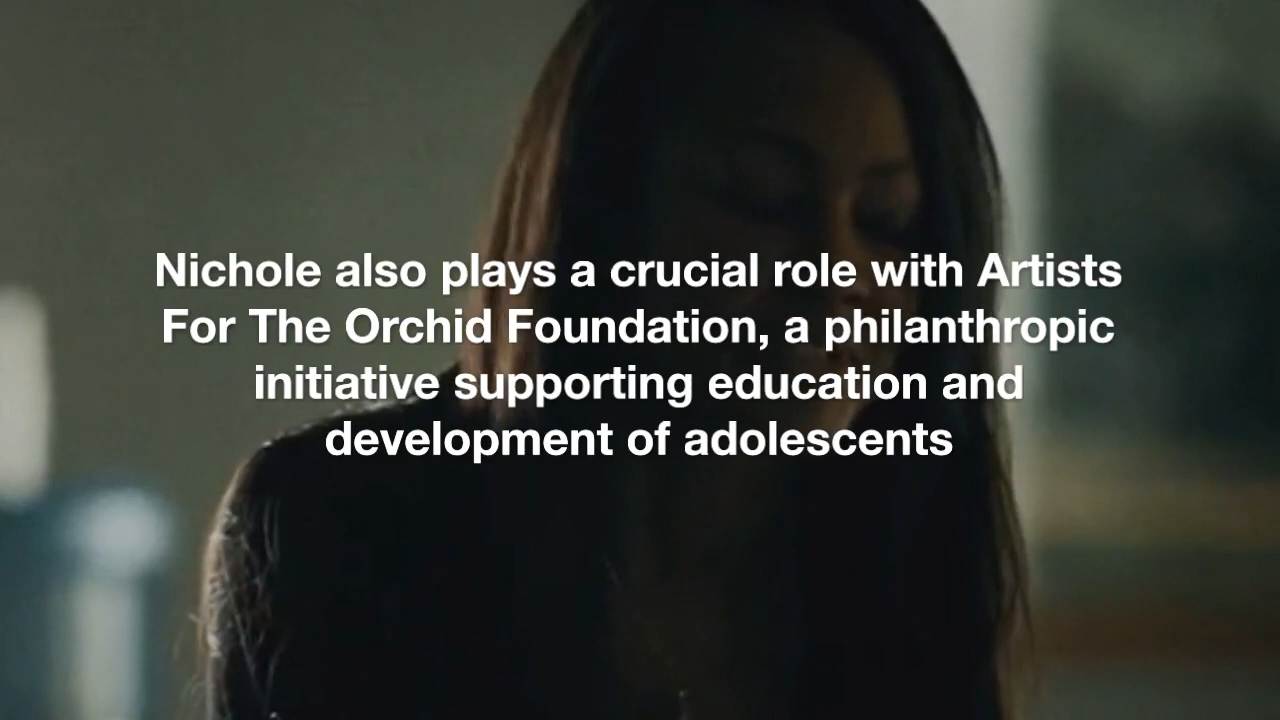 Nichole also plays a crucial role with Artists
For The Orchid Foundation, a philanthropic
initiative supporting education and
development of adolescents